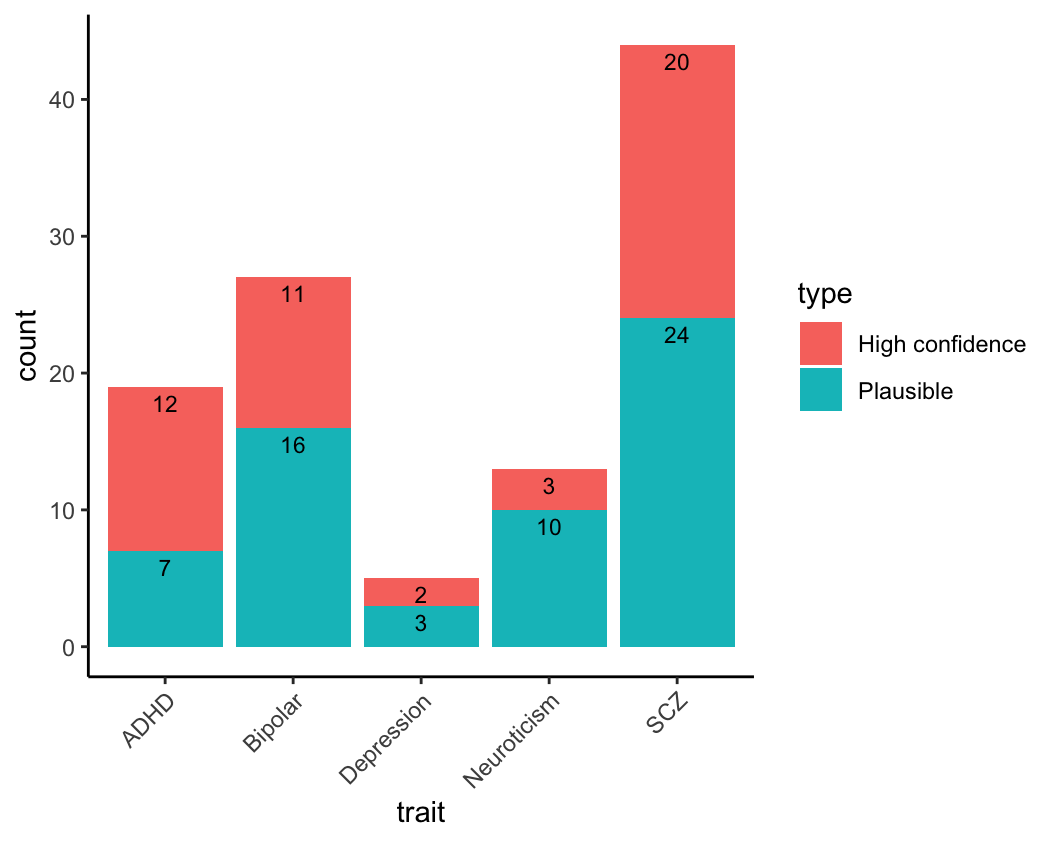 count
40
30
20
10
0
12
7
11
16
2
3
3
10
20
24
ADHD
Bipolar
Depression
Neuroticism
SCZ
trait
type
High confidence
Plausible